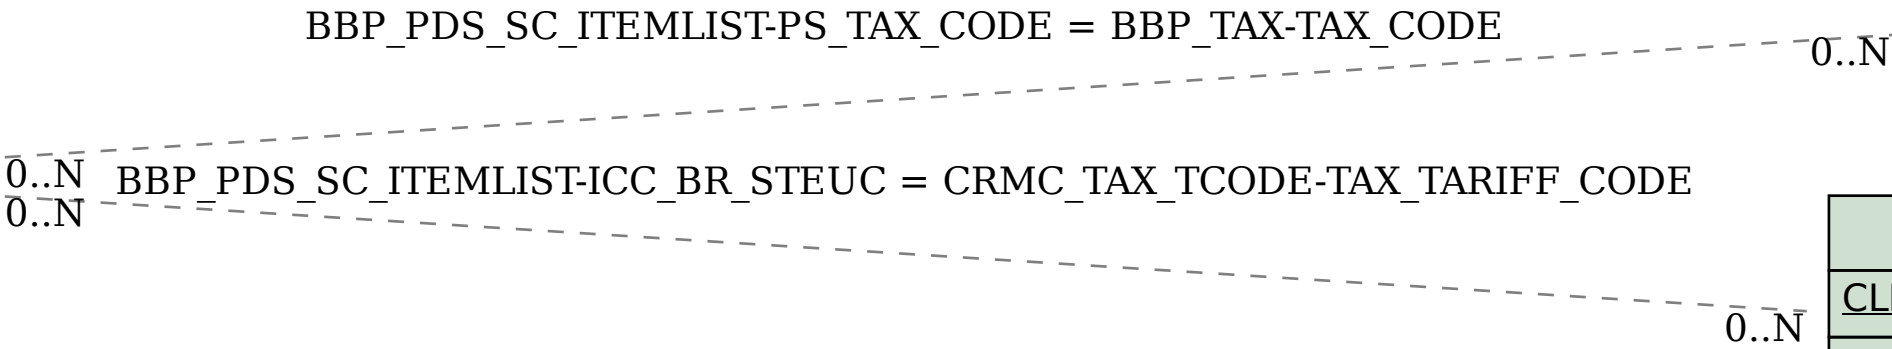 BBP_PDS_SC_ITEMLIST-PS_TAX_CODE = BBP_TAX-TAX_CODE
0..N
0..N
BBP_PDS_SC_ITEMLIST-ICC_BR_STEUC = CRMC_TAX_TCODE-TAX_TARIFF_CODE
0..N
0..N